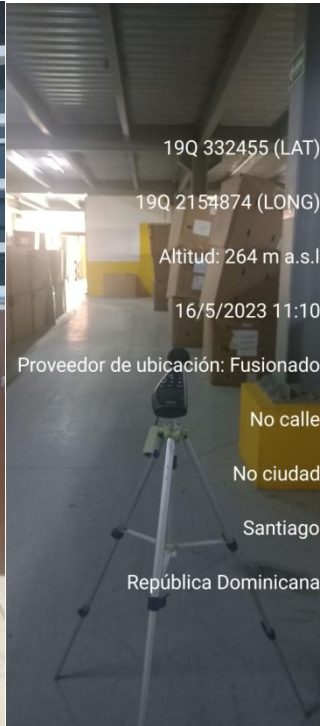 19Q 332455 (LAT)
19Q 2154874 (LONG)
Altitud: 264 m a.s.l
16/5/2023 11:10
Proveedor de ubicación: Fusionado
No calle
No ciudad
Santiago
República Dominicana